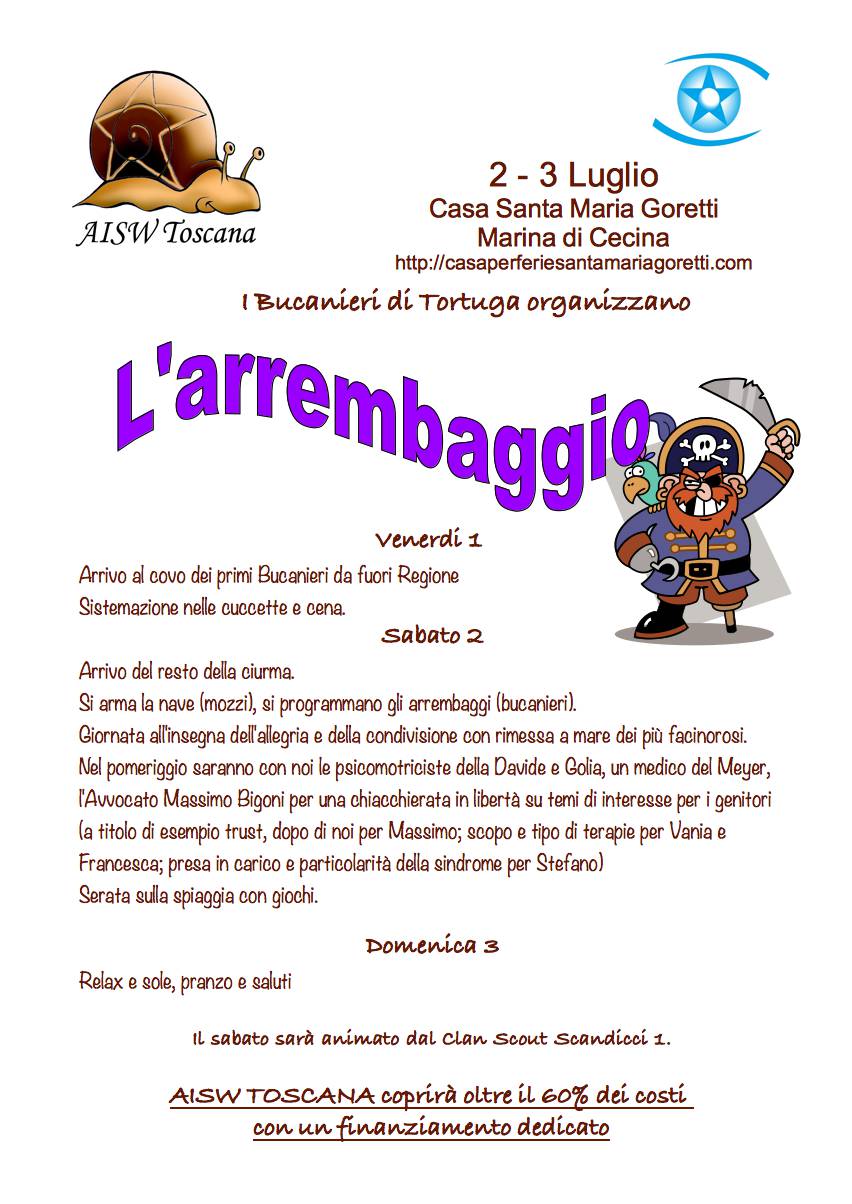 AISW Toscana
2 - 3 Luglio
Casa Santa Maria Goretti
Marina di Cecina
http://casaperferiesantamariagoretti.com
I Bucanieri di Tortuga organizzano
L'arrembaggio
Venerdi 1
Arrivo al covo dei primi Bucanieri da fuori Regione
Sistemazione nelle cuccette e cena.
Sabato 2
Arrivo del resto della ciurma.
Si arma la nave (mozzi), si programmano gli arrembaggi (bucanieri).
Giornata all'insegna dell'allegria e della condivisione con rimessa a mare dei più facinorosi.
Nel pomeriggio saranno con noi le psicomotriciste della Davide e Golia, un medico del Meyer,
l'Avvocato Massimo Bigoni per una chiacchierata in libertà su temi di interesse per i genitori
(a titolo di esempio trust, dopo di noi per Massimo; scopo e tipo di terapie per Vania e
Francesca; presa in carico e particolarità della sindrome per Stefano)
Serata sulla spiaggia con giochi.
Domenica 3
Relax e sole, pranzo e saluti
Il sabato sarà animato dal Clan Scout Scandicci 1.
AISW TOSCANA coprirà oltre il 60% dei costi
con un finanziamento dedicato